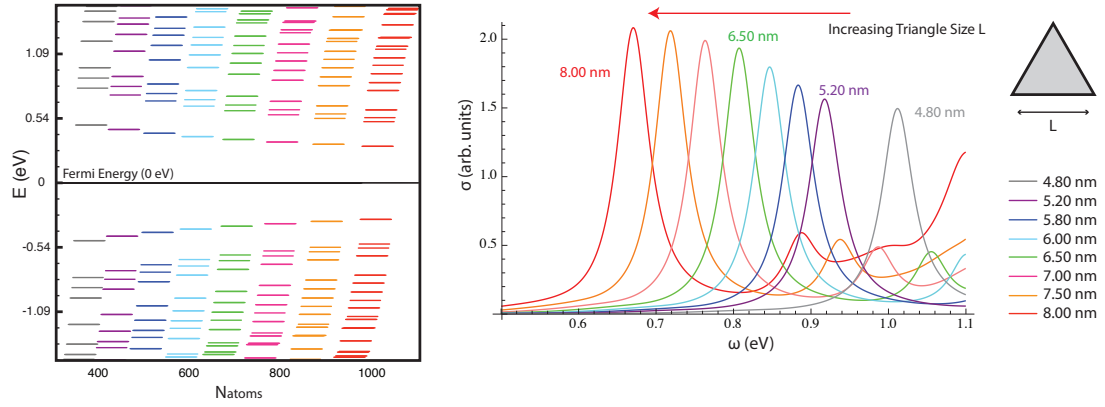 1.09
0.54
0
-0.54
-1.09
E (eV)
Fermi Energy (0 eV)
400
600
800
1000
Natoms
2.0
1.5
1.0
0.5
σ (arb. units)
Increasing Triangle Size L
8.00 nm
6.50 nm
5.20 nm
4.80 nm
0.6
0.7
0.8
0.9
1.0
1.1
ω (eV)
L
4.80 nm
5.20 nm
5.80 nm
6.00 nm
6.50 nm
7.00 nm
7.50 nm
8.00 nm